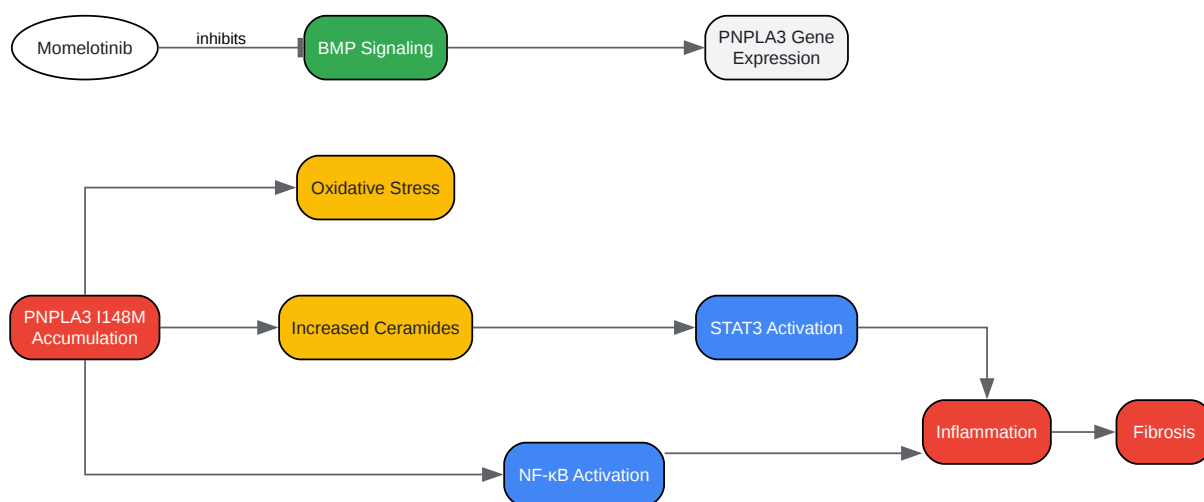 Momelotinib
inhibits
BMP Signaling
PNPLA3 Gene
Expression
Oxidative Stress
PNPLA3 I148M
Accumulation
Increased Ceramides
STAT3 Activation
Inflammation
Fibrosis
NF-κB Activation